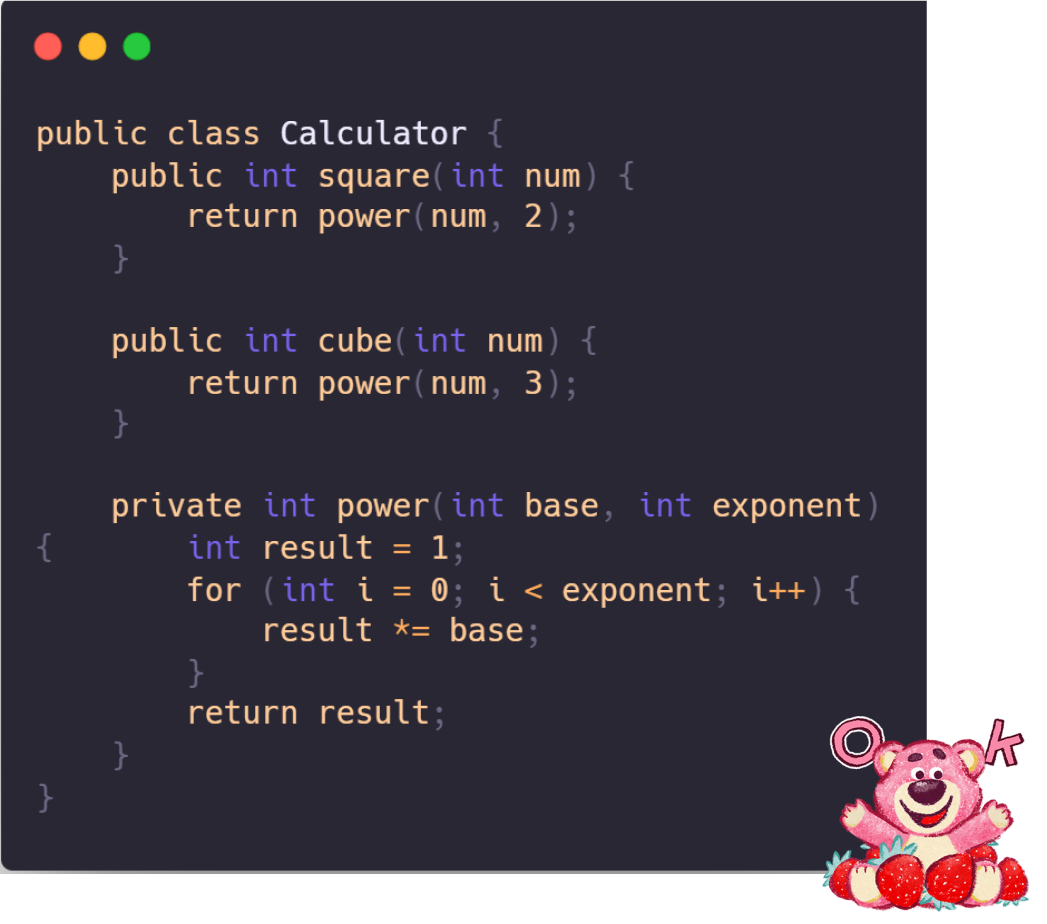 public class Calculator {
    public int square(int num) {
        return power(num, 2);
    }

    public int cube(int num) {
        return power(num, 3);
    }

    private int power(int base, int exponent)
{       int result = 1;
        for (int i = 0; i < exponent; i++) {
            result *= base;
        }
        return result;
    }
}
O k